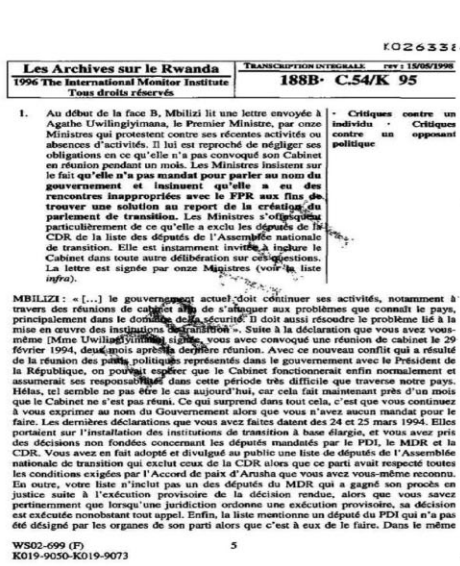 K026338
Les Archives sur le Rwanda
1996 The International Monitor Institute
Tous droits réservés
TRANSCRIPTION INTEGRALE rev : 15/05/1998
188B· C.54/K 95
1. Au début de la face B, Mbilizi lit une lettre envoyée à
Agathe Uwilingiyimana, le Premier Ministre, par onze
Ministres qui protestent contre ses récentes activités ou
absences d'activités. Il lui est reproché de négliger ses
obligations en ce qu'elle n'a pas convoqué son Cabinet
en réunion pendant un mois. Les Ministres insistent sur
le fait qu'elle n'a pas mandat pour parler au nom du
gouvernement et insinuent qu'elle a eu des
rencontres inappropriées avec le FPR aux fins de
trouver une solution au report de la création du
parlement de transition. Les Ministres s'offusquent
particulièrement de ce qu'elle a exclu les députés de la
CDR de la liste des députés de l'Assemblée nationale
de transition. Elle est instamment invitée à inclure le
Cabinet dans toute autre délibération sur ces questions.
La lettre est signée par onze Ministres (voir la liste
infra).
· Critiques contre un
individu · Critiques
contre un opposant
politique
MBILIZI : « [...] le gouvernement actuel doit continuer ses activités, notamment à
travers des réunions de cabinet afin de s'attaquer aux problèmes que connaît le pays,
principalement dans le domaine de la sécurité. Il doit aussi résoudre le problème lié à la
mise en œuvre des institutions de transition ». Suite à la déclaration que vous avez vous-
même [Mme Uwilingiyimana] signée, vous avec convoqué une réunion de cabinet le 29
février 1994, deux mois après la dernière réunion. Avec ce nouveau conflit qui a résulté
de la réunion des partis politiques représentés dans le gouvernement avec le Président de
la République, on pouvait espérer que le Cabinet fonctionnerait enfin normalement et
assumerait ses responsabilités dans cette période très difficile que traverse notre pays.
Hélas, tel semble ne pas être le cas aujourd'hui, car cela fait maintenant près d'un mois
que le Cabinet ne s'est pas réuni. Ce qui surprend dans tout cela, c'est que vous continuez
à vous exprimer au nom du Gouvernement alors que vous n'avez aucun mandat pour le
faire. Les dernières déclarations que vous avez faites datent des 24 et 25 mars 1994. Elles
portaient sur l'installation des institutions de transition à base élargie, et vous avez pris
des décisions non fondées concernant les députés mandatés par le PDI, le MDR et la
CDR. Vous avez en fait adopté et divulgué au public une liste de députés de l'Assemblée
nationale de transition qui exclut ceux de la CDR alors que ce parti avait respecté toutes
les conditions exigées par l'Accord de paix d'Arusha que vous avez vous-même signé.
En outre, votre liste n'inclut pas un des députés du MDR qui a gagné son procès en
justice suite à l'exécution provisoire de la décision rendue, alors que vous savez
pertinemment que lorsqu'une juridiction ordonne une exécution provisoire, sa décision
est exécutée nonobstant tout appel. Enfin, la liste mentionne un député du PDI qui n'a pas
été désigné par les organes de son parti alors que c'est à eux de le faire. Dans le même
WS02-699 (F)
5
K019-9050-K019-9073